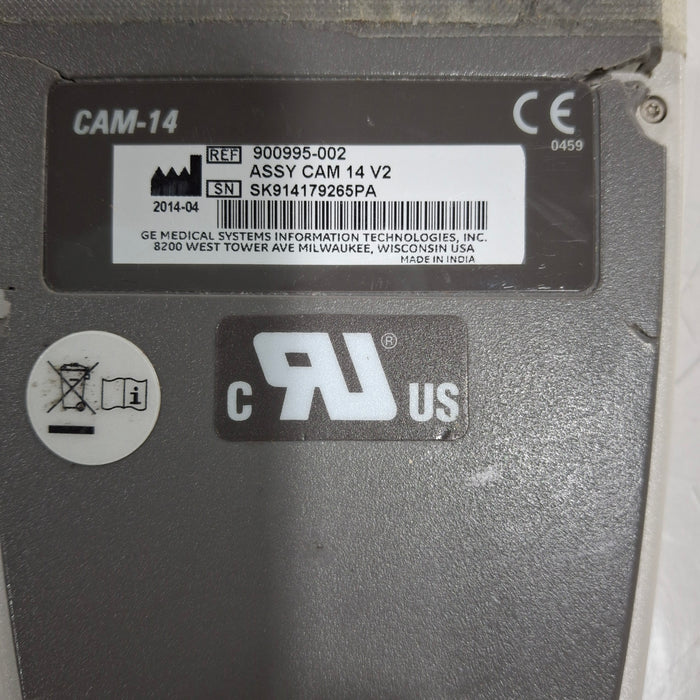 CAM-14
CE
0459
REF 900995-002
ASSY CAM 14 V2
SN SK914179265PA
2014-04
GE MEDICAL SYSTEMS INFORMATION TECHNOLOGIES, INC.
8200 WEST TOWER AVE MILWAUKEE, WISCONSIN USA
MADE IN INDIA
C RU ® US
i